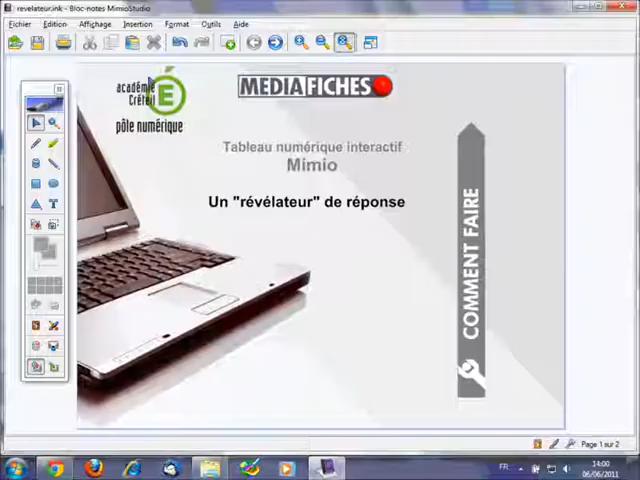 revelateur.ink - Bloc-notes MimioStudio
Fichier Edition Affichage Insertion Format Outils Aide
académie
Créteil
É
pôle numérique
MEDIAFICHES
Tableau numérique interactif
Mimio
Un "révélateur" de réponse
COMMENT FAIRE
Page 1 sur 2
FR
14:00
06/06/2011